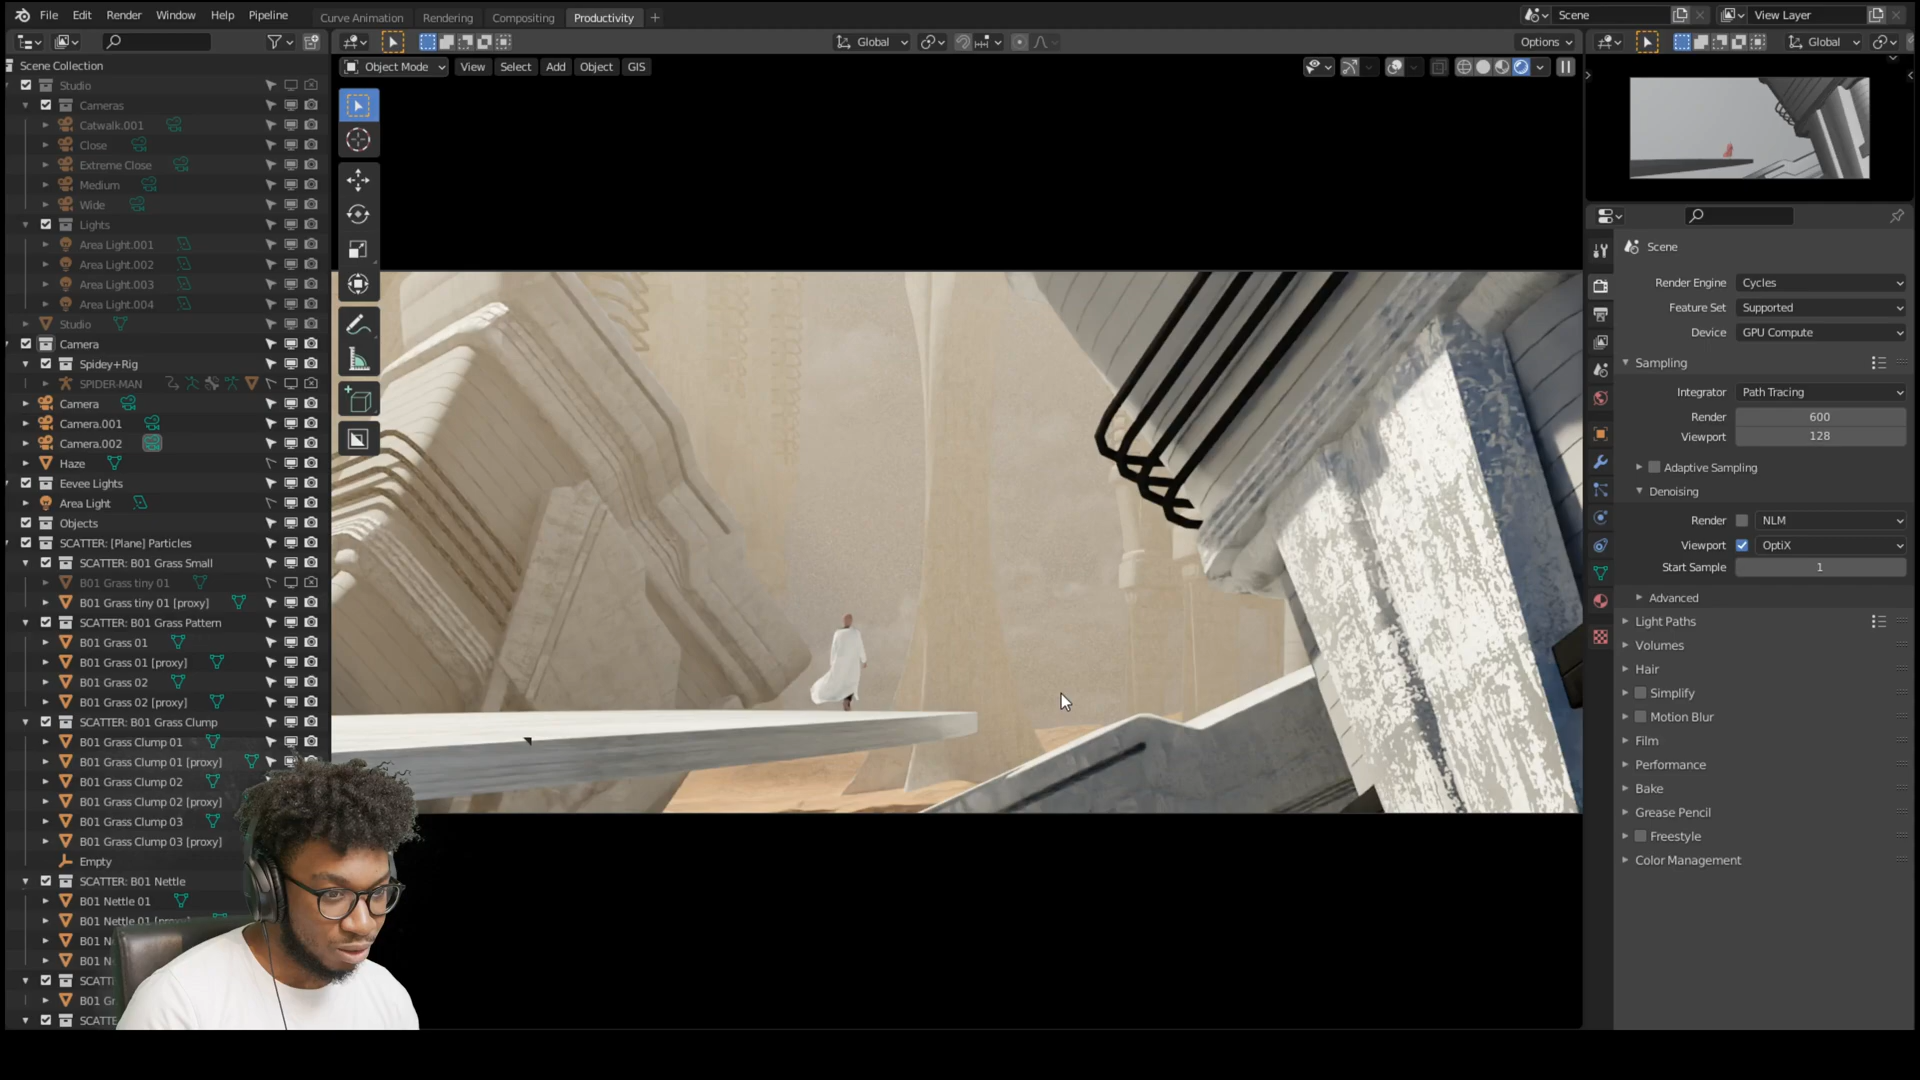 File Edit Render Window Help Pipeline Curve Animation Rendering Compositing Productivity + Scene View Layer
Global Options Global
Object Mode View Select Add Object GIS
Scene Collection
Studio
Cameras
Catwalk.001
Close
Extreme Close
Medium
Wide
Lights
Area Light.001
Area Light.002
Area Light.003
Area Light.004
Studio
Camera
Spidey+Rig
SPIDER-MAN
Camera
Camera.001
Camera.002
Haze
Eevee Lights
Area Light
Objects
SCATTER: [Plane] Particles
SCATTER: B01 Grass Small
B01 Grass tiny 01
B01 Grass tiny 01 [proxy]
SCATTER: B01 Grass Pattern
B01 Grass 01
B01 Grass 01 [proxy]
B01 Grass 02
B01 Grass 02 [proxy]
SCATTER: B01 Grass Clump
B01 Grass Clump 01
B01 Grass Clump 01 [proxy]
B01 Grass Clump 02
B01 Grass Clump 02 [proxy]
B01 Grass Clump 03
B01 Grass Clump 03 [proxy]
Empty
SCATTER: B01 Nettle
B01 Nettle 01
B01 Nettle 01
B01
B01
B01
Scene
Render Engine Cycles
Feature Set Supported
Device GPU Compute
Sampling
Integrator Path Tracing
Render 600
Viewport 128
Adaptive Sampling
Denoising
Render NLM
Viewport OptiX
Start Sample 1
Advanced
Light Paths
Volumes
Hair
Simplify
Motion Blur
Film
Performance
Bake
Grease Pencil
Freestyle
Color Management